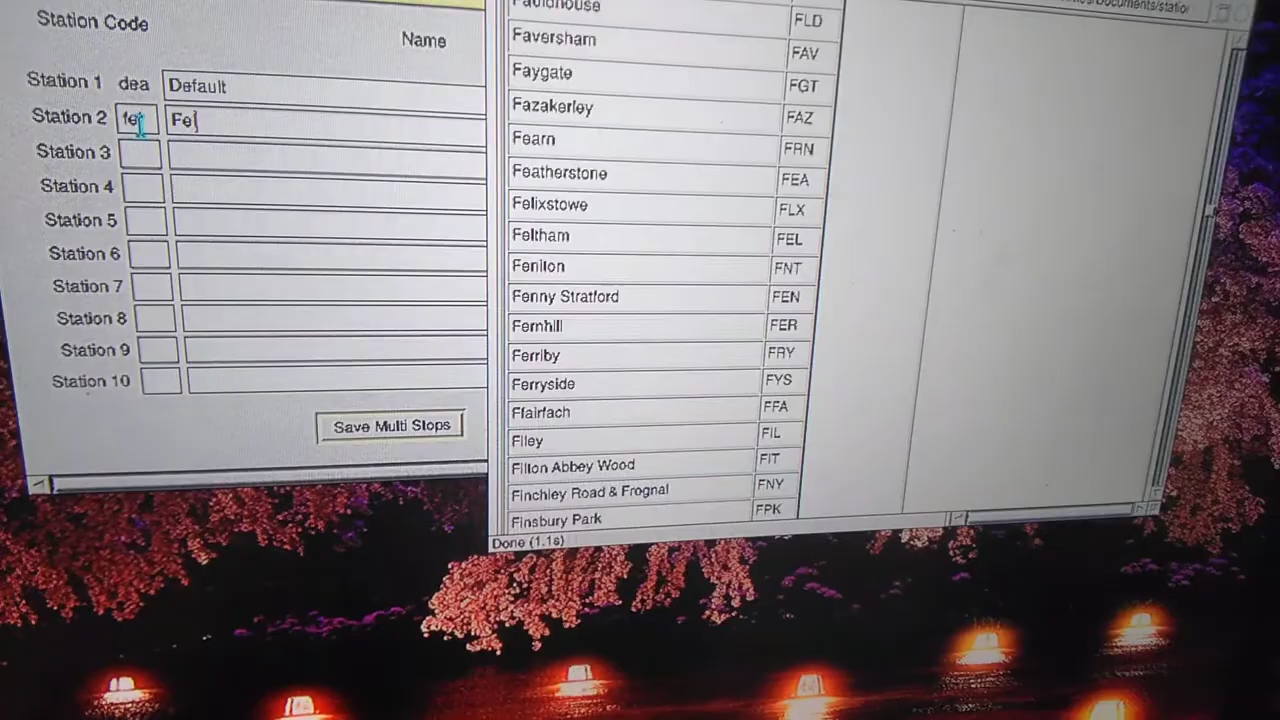 Station Code
Name
Station 1 dea Default
Station 2 Fe
Station 3
Station 4
Station 5
Station 6
Station 7
Station 8
Station 9
Station 10
Save Multi Stops
Fauldhouse FLD
Faversham FAV
Faygate FGT
Fazakerley FAZ
Fearn FRN
Featherstone FEA
Felixstowe FLX
Feltham FEL
Feniton FNT
Fenny Stratford FEN
Fernhill FER
Ferriby FRY
Ferryside FYS
Ffairfach FFA
Filey FIL
Filton Abbey Wood FIT
Finchley Road & Frognal FNY
Finsbury Park FPK
Done (1.1s)